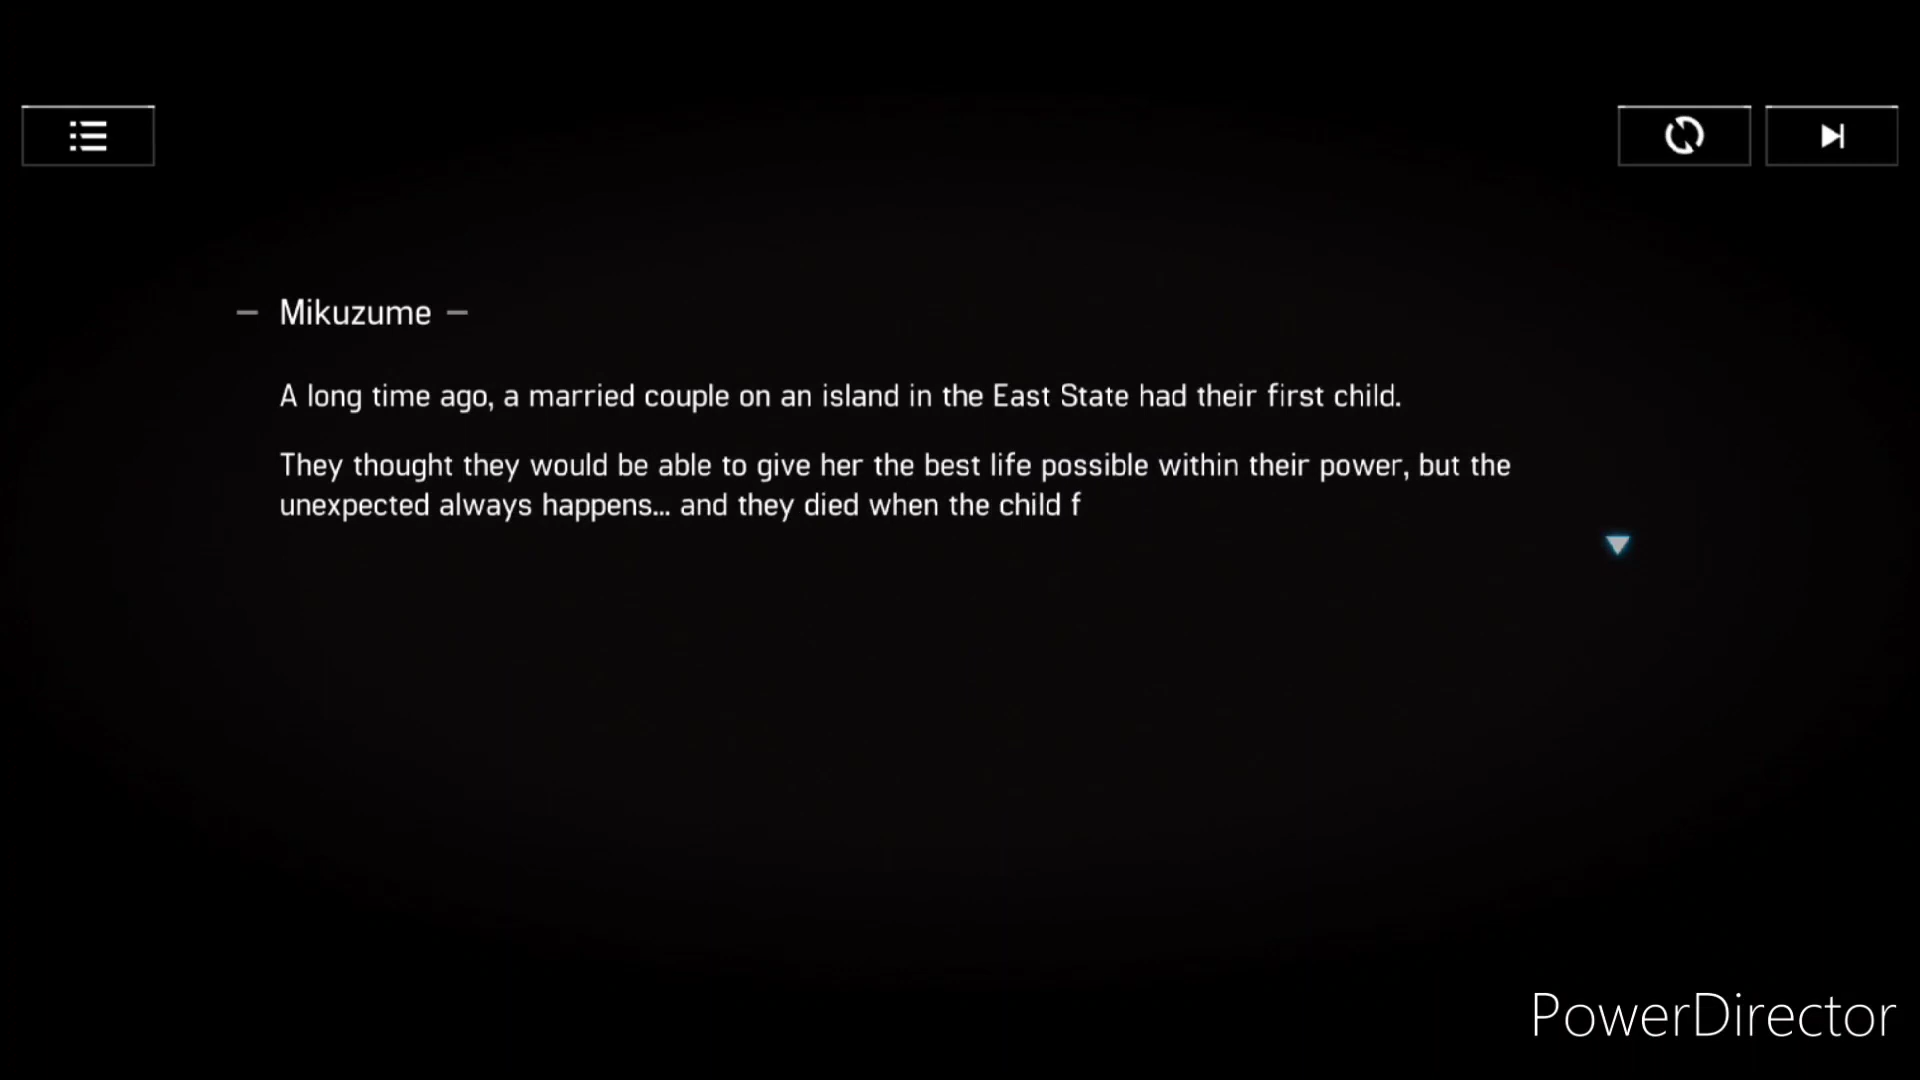 — Mikuzume —
A long time ago, a married couple on an island in the East State had their first child.
They thought they would be able to give her the best life possible within their power, but the
unexpected always happens... and they died when the child f
PowerDirector